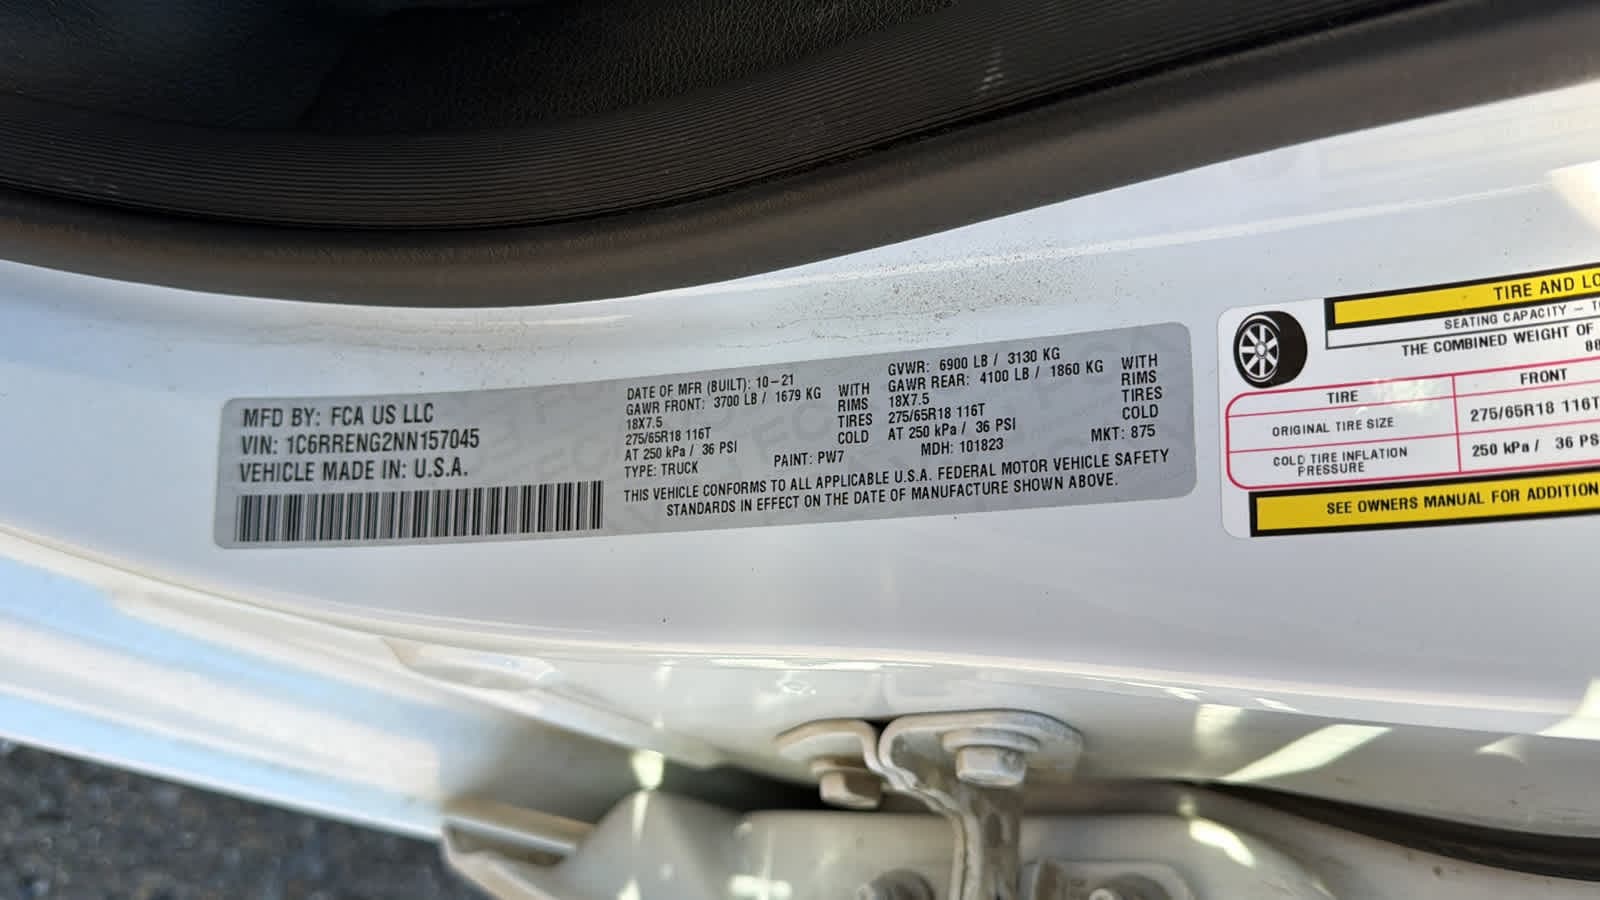 MFD BY: FCA US LLC
VIN: 1C6RRENG2NN157045
VEHICLE MADE IN: U.S.A.
DATE OF MFR (BUILT): 10-21
GAWR FRONT: 3700 LB / 1679 KG WITH
18X7.5 RIMS
275/65R18 116T TIRES
AT 250 kPa / 36 PSI COLD
TYPE: TRUCK PAINT: PW7
GVWR: 6900 LB / 3130 KG
GAWR REAR: 4100 LB / 1860 KG WITH
18X7.5 RIMS
275/65R18 116T TIRES
AT 250 kPa / 36 PSI COLD
MDH: 101823 MKT: 875
THIS VEHICLE CONFORMS TO ALL APPLICABLE U.S.A. FEDERAL MOTOR VEHICLE SAFETY
STANDARDS IN EFFECT ON THE DATE OF MANUFACTURE SHOWN ABOVE.
TIRE AND LO
SEATING CAPACITY – T
THE COMBINED WEIGHT OF
88
TIRE FRONT
ORIGINAL TIRE SIZE 275/65R18 116T
COLD TIRE INFLATION
PRESSURE 250 kPa / 36 PS
SEE OWNERS MANUAL FOR ADDITION